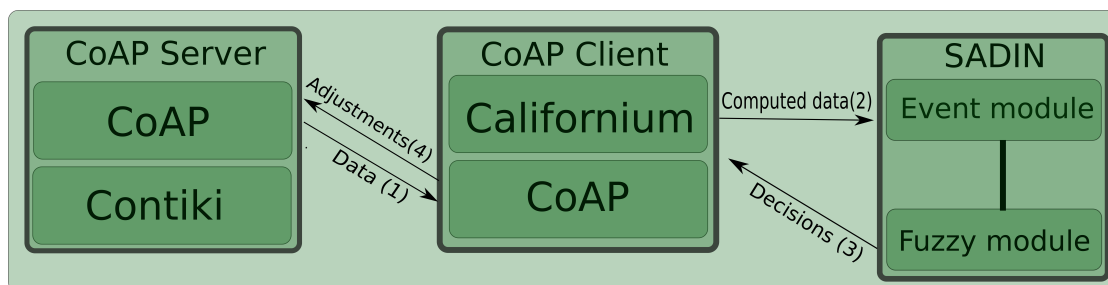 CoAP Server
CoAP
Contiki
Adjustments(4)
Data (1)
CoAP Client
Californium
CoAP
Computed data(2)
Decisions (3)
SADIN
Event module
Fuzzy module